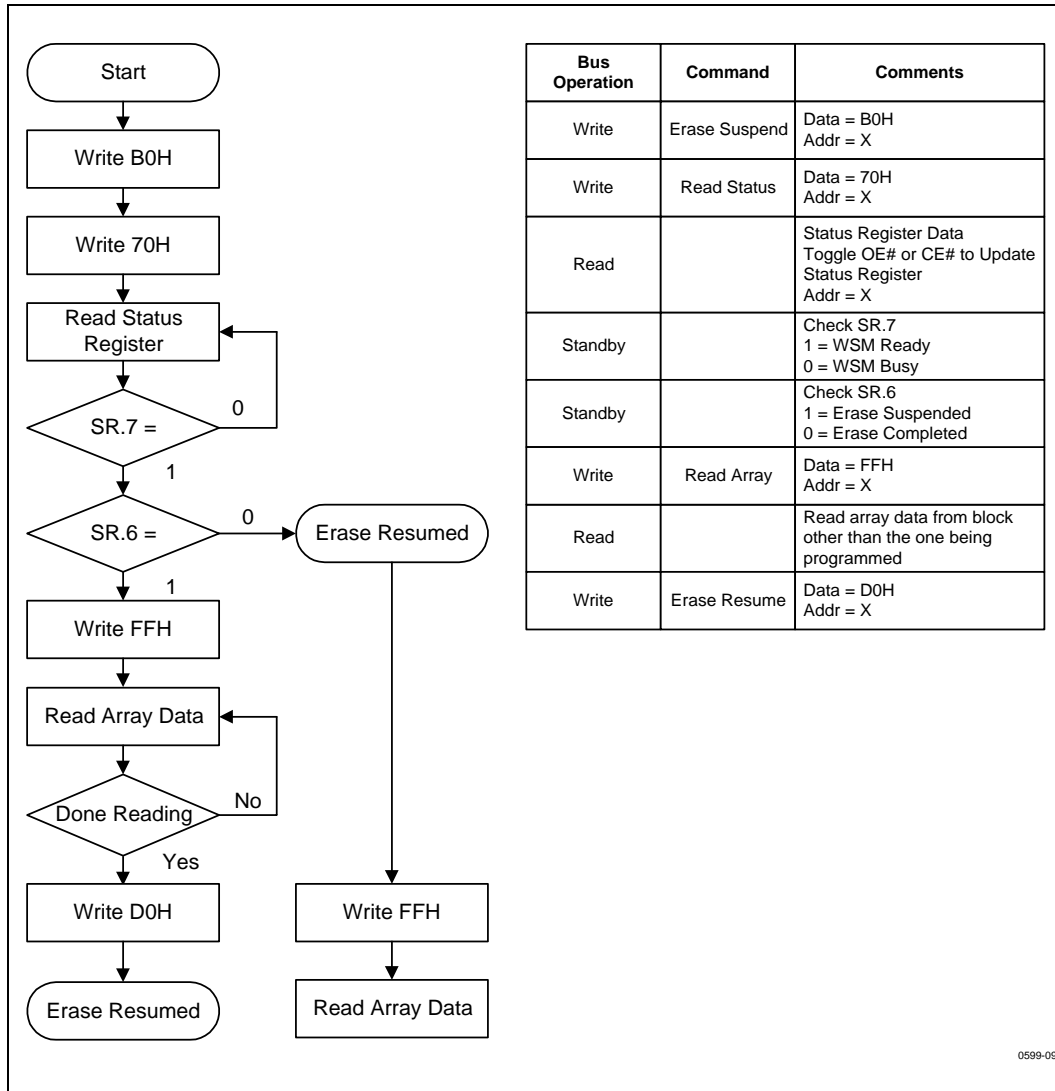 Start
Write B0H
Write 70H
Read Status
Register
SR.7 =
0
1
SR.6 =
0
Erase Resumed
1
Write FFH
Read Array Data
Done Reading
No
Yes
Write D0H
Write FFH
Erase Resumed
Read Array Data
Bus
Operation
Command
Comments
Write
Erase Suspend
Data = B0H
Addr = X
Write
Read Status
Data = 70H
Addr = X
Read
Status Register Data
Toggle OE# or CE# to Update
Status Register
Addr = X
Standby
Check SR.7
1 = WSM Ready
0 = WSM Busy
Standby
Check SR.6
1 = Erase Suspended
0 = Erase Completed
Write
Read Array
Data = FFH
Addr = X
Read
Read array data from block
other than the one being
programmed
Write
Erase Resume
Data = D0H
Addr = X
0599-09